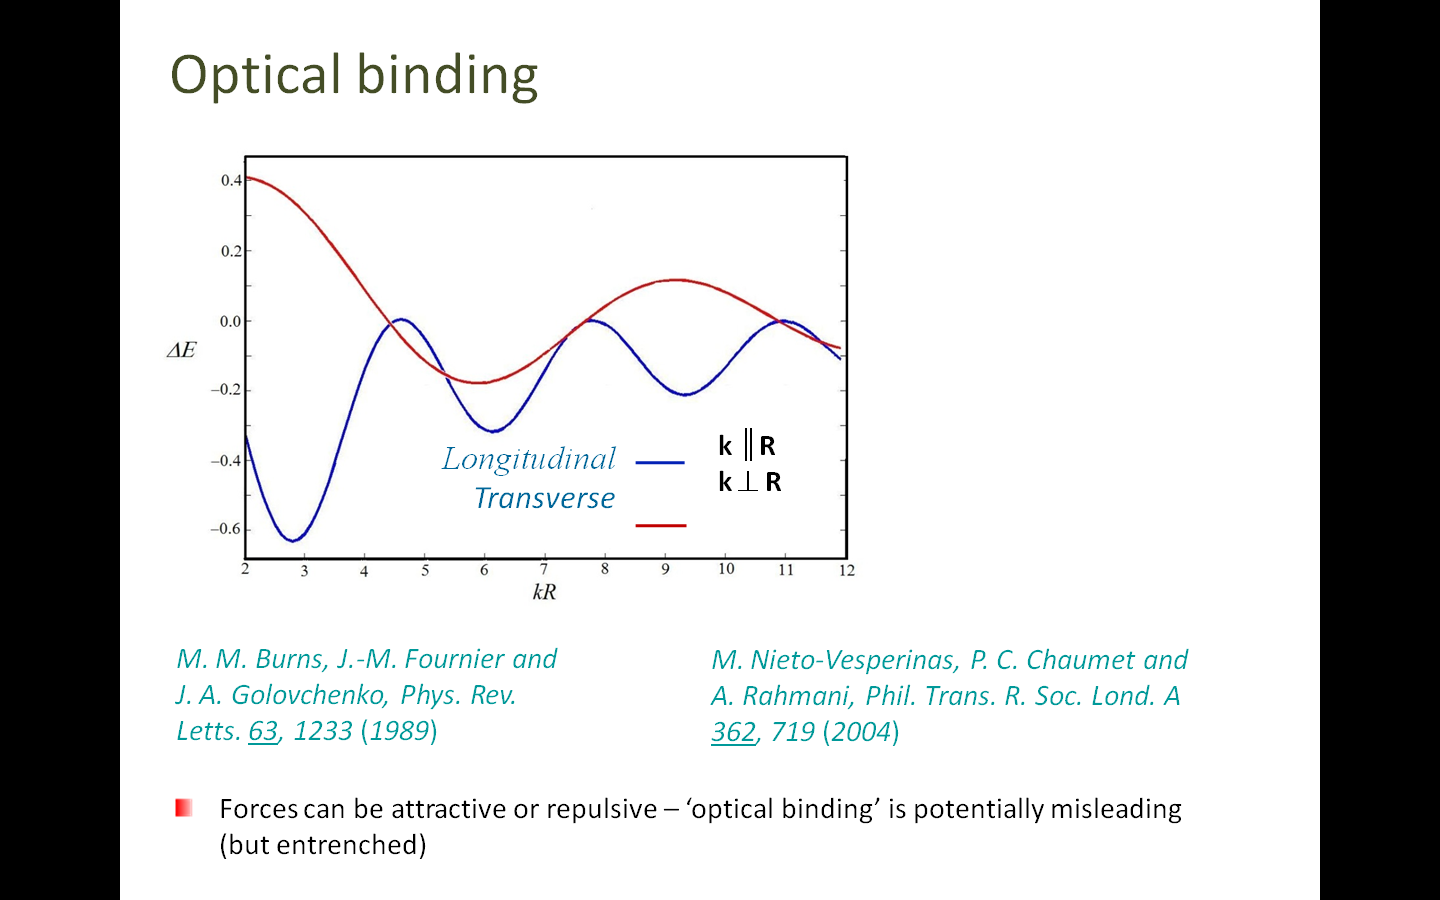 Optical binding
0.4
0.2
0.0
ΔE
–0.2
–0.4
–0.6
Longitudinal
Transverse
k ∥ R
k ⊥ R
2 3 4 5 6 7 8 9 10 11 12
kR
M. M. Burns, J.-M. Fournier and
J. A. Golovchenko, Phys. Rev.
Letts. 63, 1233 (1989)
M. Nieto-Vesperinas, P. C. Chaumet and
A. Rahmani, Phil. Trans. R. Soc. Lond. A
362, 719 (2004)
Forces can be attractive or repulsive – ‘optical binding’ is potentially misleading
(but entrenched)